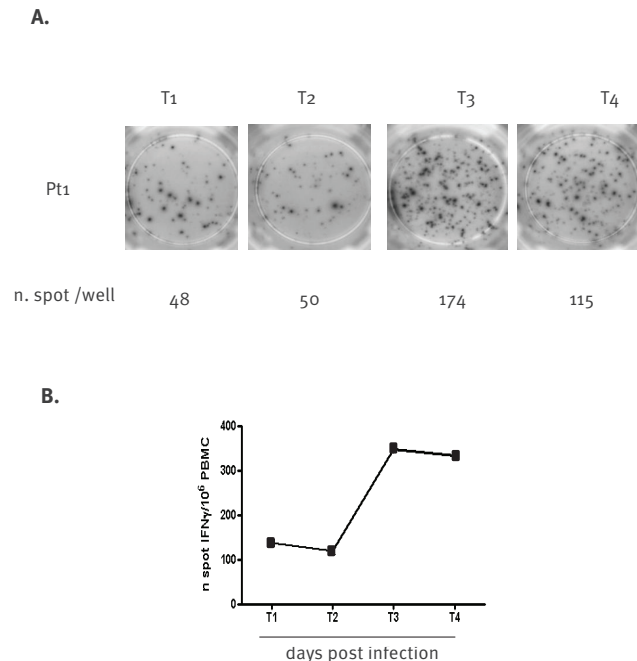 A.
T1 T2 T3 T4
Pt1
n. spot /well 48 50 174 115
B.
n spot IFNγ/10⁶ PBMC
400
300
200
100
0
T1 T2 T3 T4
days post infection